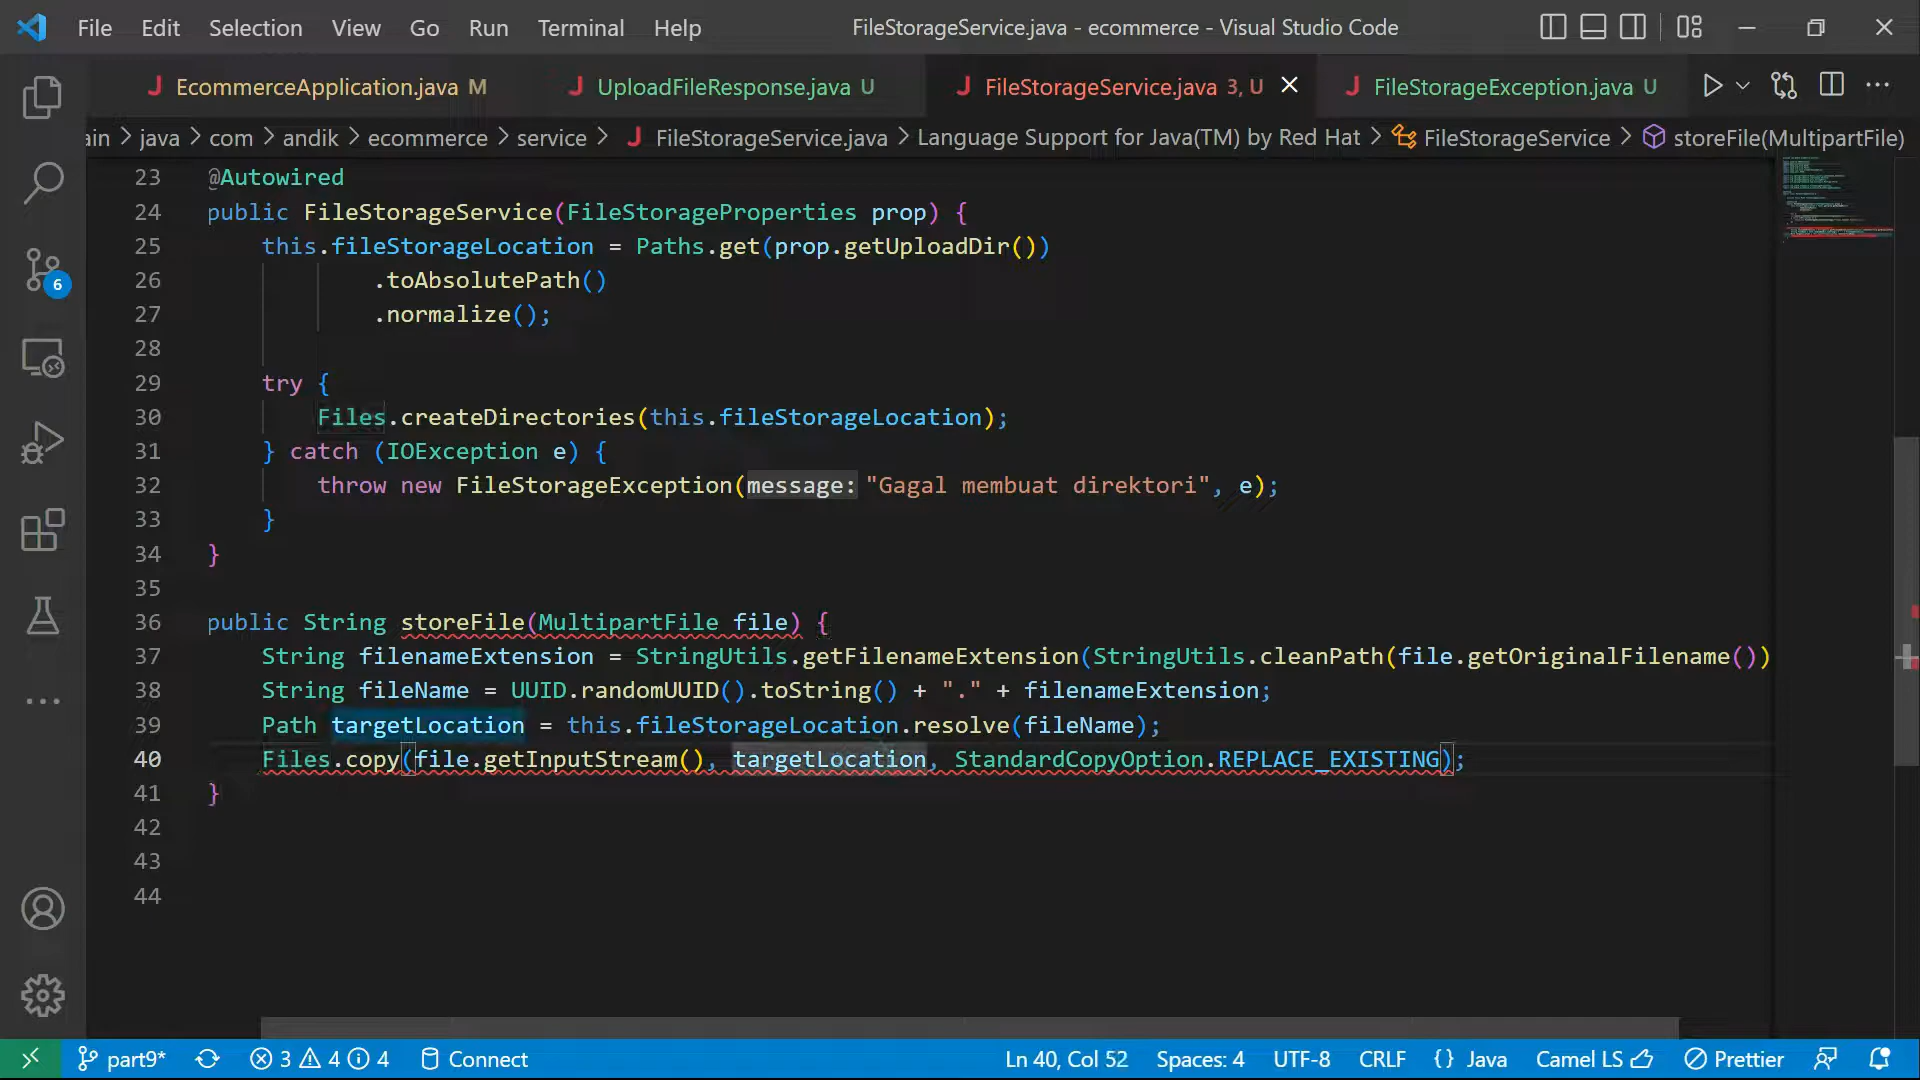 File Edit Selection View Go Run Terminal Help FileStorageService.java - ecommerce - Visual Studio Code
EcommerceApplication.java M UploadFileResponse.java U FileStorageService.java 3, U FileStorageException.java U
ain > java > com > andik > ecommerce > service > FileStorageService.java > Language Support for Java(TM) by Red Hat > FileStorageService > storeFile(MultipartFile)
23 @Autowired
24 public FileStorageService(FileStorageProperties prop) {
25 this.fileStorageLocation = Paths.get(prop.getUploadDir())
26 .toAbsolutePath()
27 .normalize();
28
29 try {
30 Files.createDirectories(this.fileStorageLocation);
31 } catch (IOException e) {
32 throw new FileStorageException(message: "Gagal membuat direktori", e);
33 }
34 }
35
36 public String storeFile(MultipartFile file) {
37 String filenameExtension = StringUtils.getFilenameExtension(StringUtils.cleanPath(file.getOriginalFilename())
38 String fileName = UUID.randomUUID().toString() + "." + filenameExtension;
39 Path targetLocation = this.fileStorageLocation.resolve(fileName);
40 Files.copy(file.getInputStream(), targetLocation, StandardCopyOption.REPLACE_EXISTING);
41 }
42
43
44
6
part9* 3 4 4 Connect Ln 40, Col 52 Spaces: 4 UTF-8 CRLF {} Java Camel LS Prettier